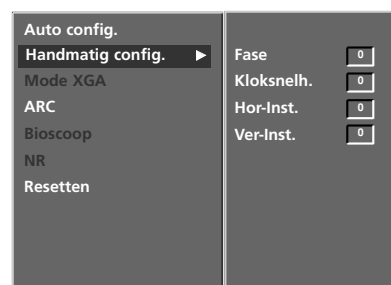 Auto config.
Handmatig config. ▶
Mode XGA
ARC
Bioscoop
NR
Resetten
Fase 0
Kloksnelh. 0
Hor-Inst. 0
Ver-Inst. 0